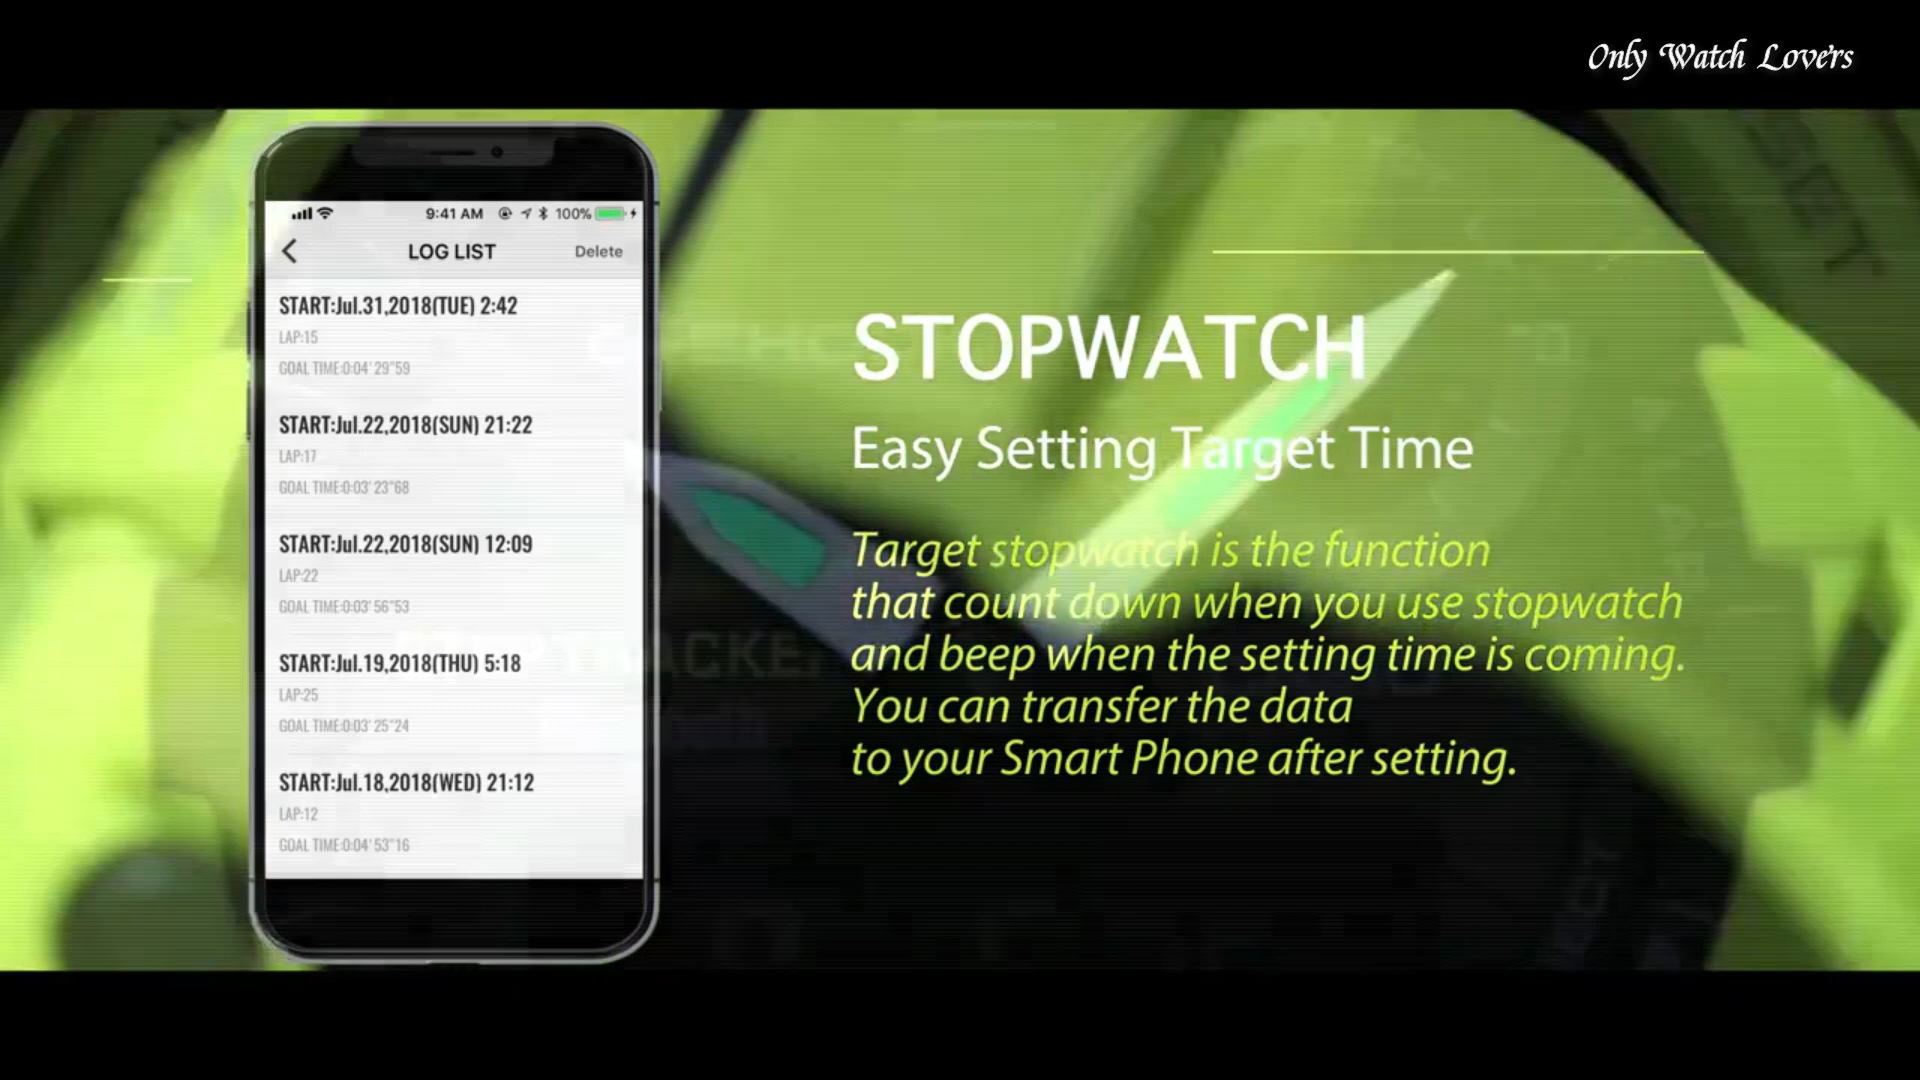 Only Watch Lovers
9:41 AM 100%
LOG LIST Delete
START:Jul.31,2018(TUE) 2:42
LAP:15
GOAL TIME:0:04'29"59
START:Jul.22,2018(SUN) 21:22
LAP:17
GOAL TIME:0:03'23"68
START:Jul.22,2018(SUN) 12:09
LAP:22
GOAL TIME:0:03'56"53
START:Jul.19,2018(THU) 5:18
LAP:25
GOAL TIME:0:03'25"24
START:Jul.18,2018(WED) 21:12
LAP:12
GOAL TIME:0:04'53"16
STOPWATCH
Easy Setting Target Time
Target stopwatch is the function
that count down when you use stopwatch
and beep when the setting time is coming.
You can transfer the data
to your Smart Phone after setting.